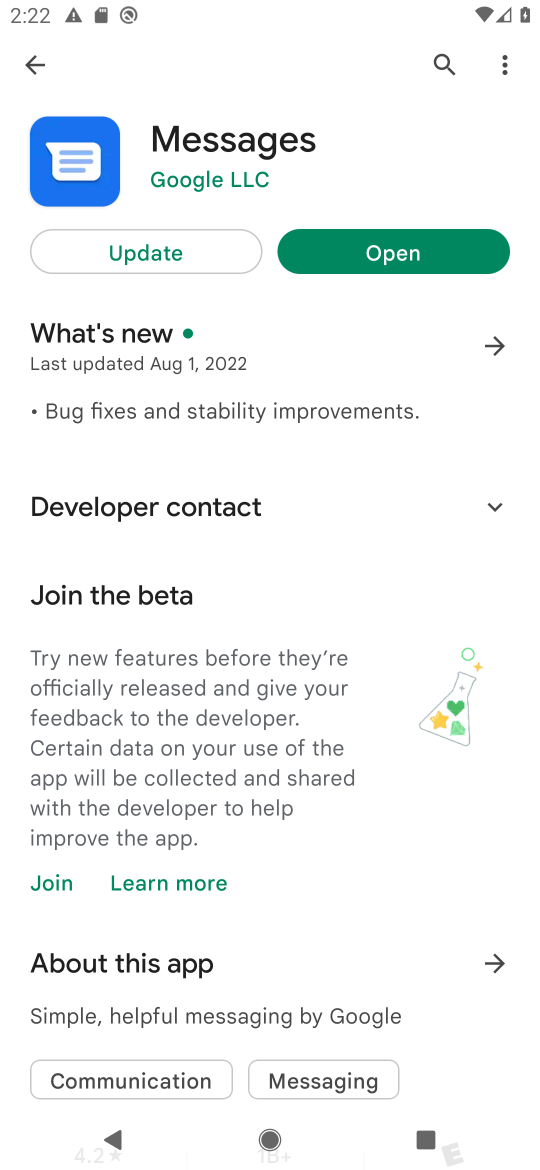 2:22
Messages
Google LLC
Update
Open
What's new
Last updated Aug 1, 2022
• Bug fixes and stability improvements.
Developer contact
Join the beta
Try new features before they’re
officially released and give your
feedback to the developer.
Certain data on your use of the
app will be collected and shared
with the developer to help
improve the app.
Join
Learn more
About this app
Simple, helpful messaging by Google
Communication
Messaging
4.2★
1B+
E